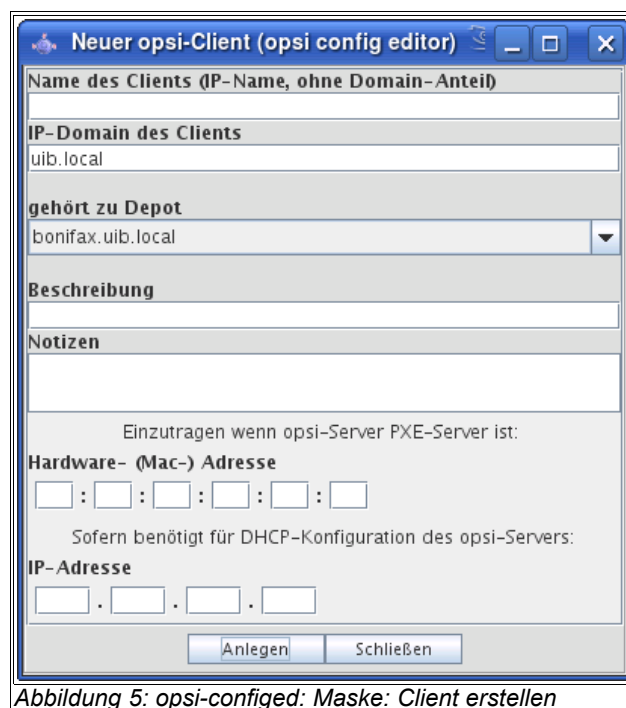 Neuer opsi-Client (opsi config editor)
Name des Clients (IP-Name, ohne Domain-Anteil)
IP-Domain des Clients
uib.local
gehört zu Depot
bonifax.uib.local
Beschreibung
Notizen
Einzutragen wenn opsi-Server PXE-Server ist:
Hardware- (Mac-) Adresse
: : : : :
Sofern benötigt für DHCP-Konfiguration des opsi-Servers:
IP-Adresse
. . .
Anlegen Schließen
Abbildung 5: opsi-configed: Maske: Client erstellen